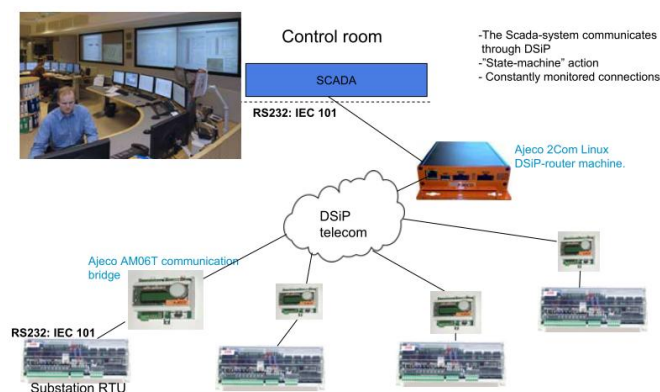 Control room
-The Scada-system communicates
through DSiP
-"State-machine" action
- Constantly monitored connections
SCADA
RS232: IEC 101
Ajeco 2Com Linux
DSiP-router machine.
DSiP
telecom
Ajeco AM06T communication
bridge
RS232: IEC 101
Substation RTU